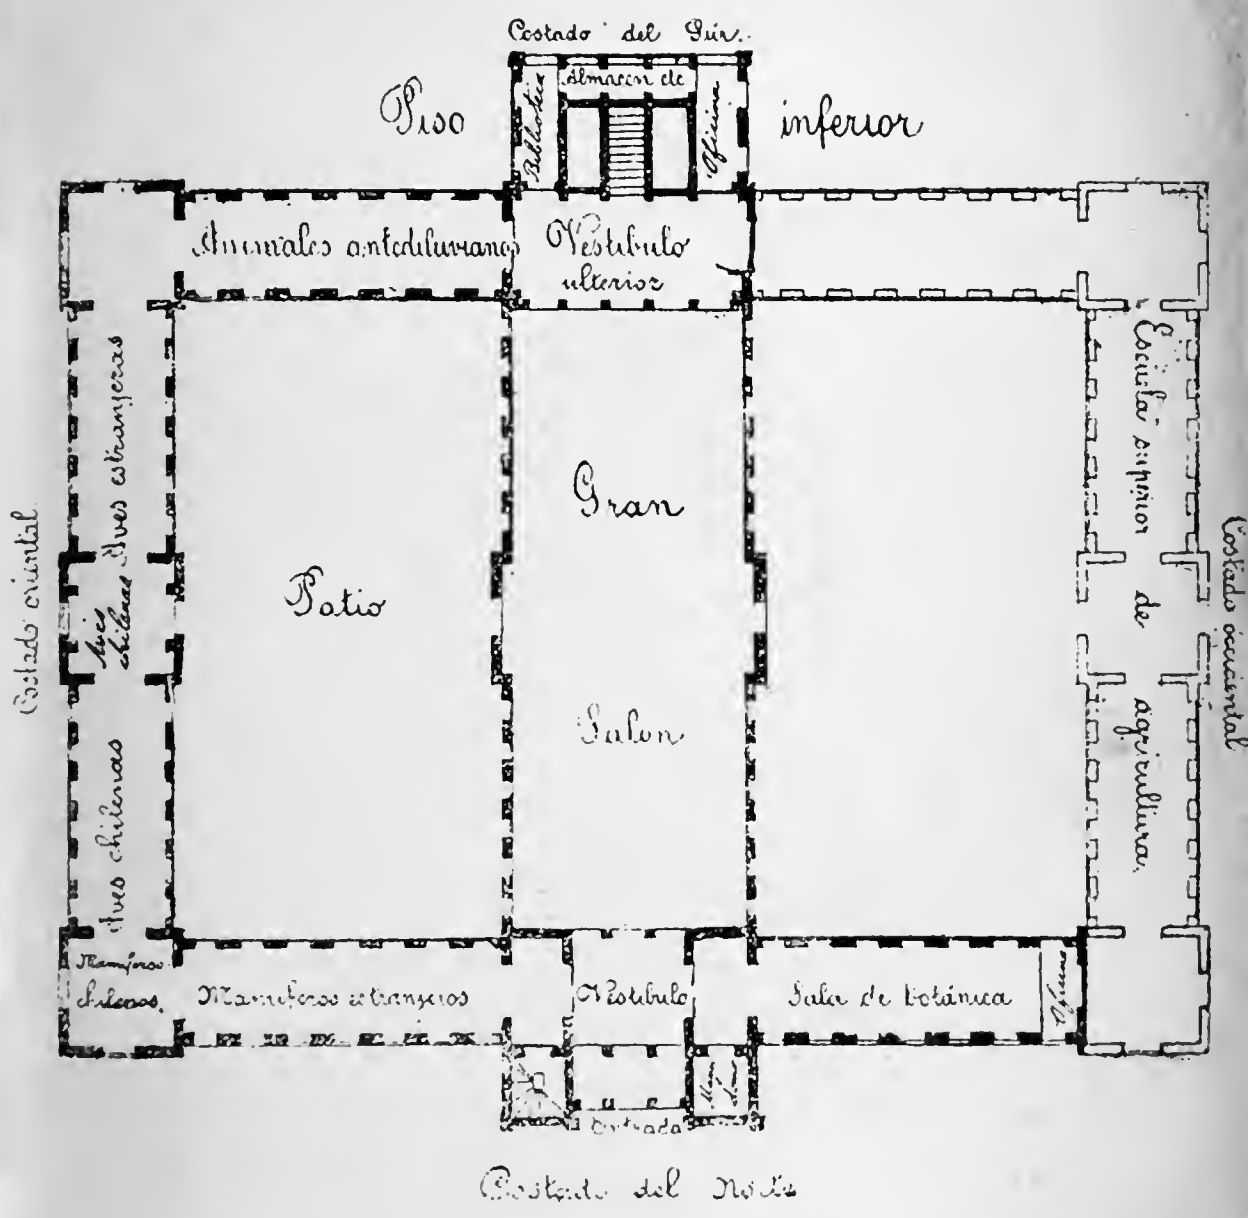 Costado del Sur.
Piso inferior
Biblioteca
Almacen etc
Oficina
Animales antediluvianos
Vestibulo
ulterior
Aves estranjeras
Escuela superior de agricultura.
Costado oriental
Costado occidental
Gran
Patio
Aves
chilenas
Salon
Aves chilenas
Mamiferos
chilenos.
Mamiferos estranjeros
Vestibulo
Sala de botánica
Oficina
Entrada
Costado del Norte